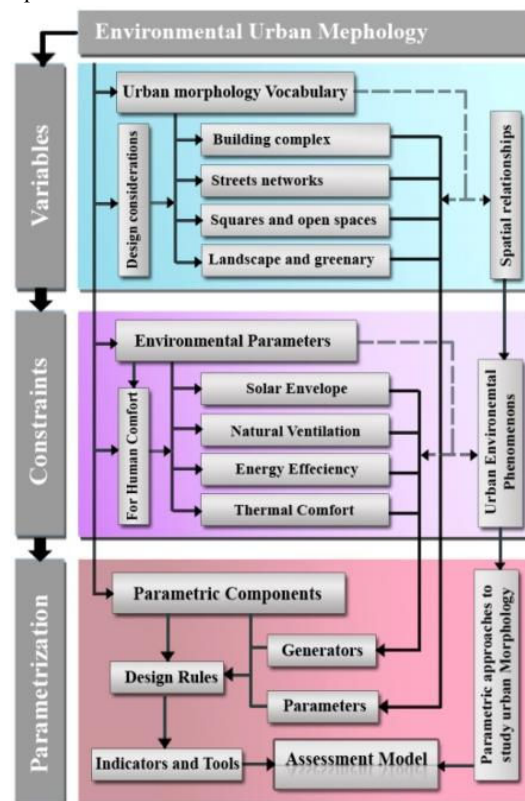 Environmental Urban Mephology
Variables
Urban morphology Vocabulary
Design considerations
Building complex
Streets networks
Squares and open spaces
Landscape and greenary
Spatial relationships
Constraints
Environmental Parameters
For Human Comfort
Solar Envelope
Natural Ventilation
Energy Effeciency
Thermal Comfort
Urban Environemtal
Phenomenons
Parametrization
Parametric Components
Generators
Design Rules
Parameters
Indicators and Tools
Assessment Model
Parametric approaches to
study urban Morphology